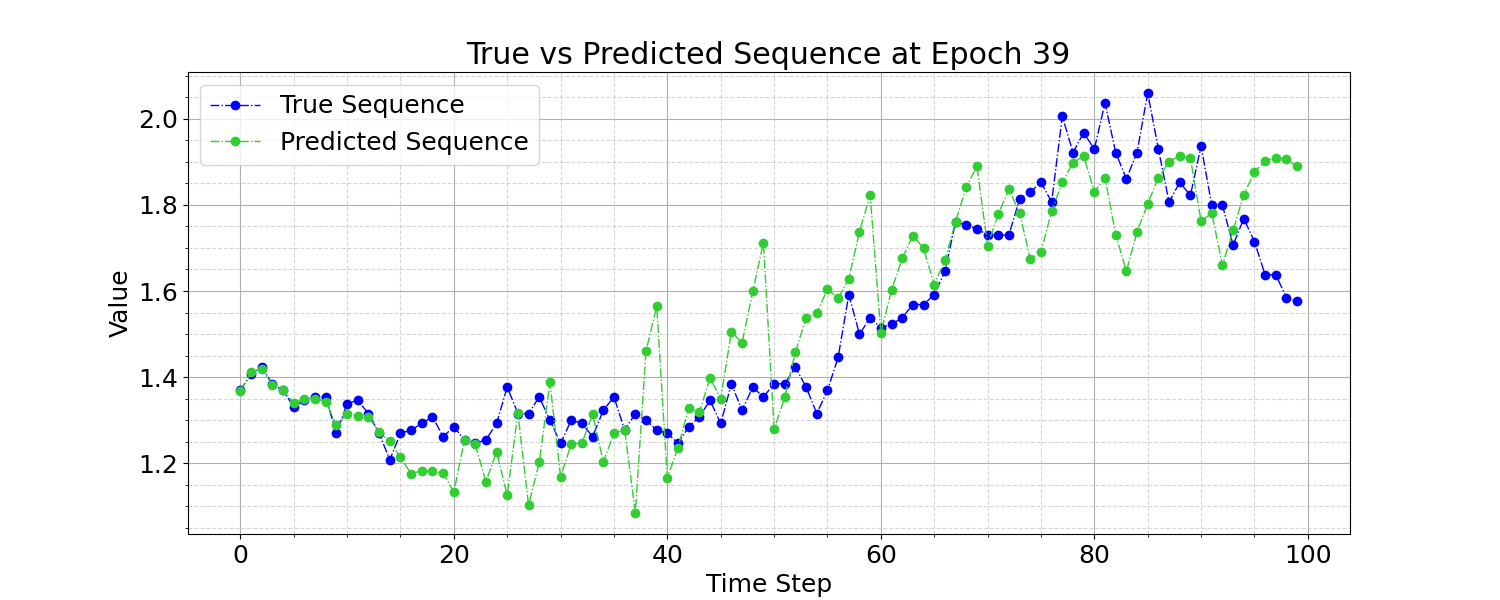 True vs Predicted Sequence at Epoch 39
True Sequence
Predicted Sequence
2.0
1.8
1.6
1.4
1.2
Value
0 20 40 60 80 100
Time Step